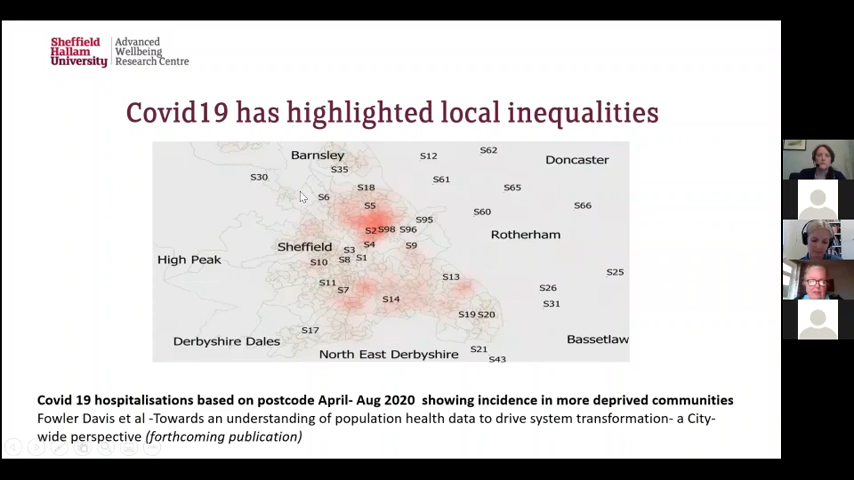 Sheffield
Hallam
University
Advanced
Wellbeing
Research Centre
Covid19 has highlighted local inequalities
Barnsley
S12
S62
Doncaster
S35
S30
S61
S18
S65
S6
S5
S66
S60
S95
S2
S98
S96
Rotherham
Sheffield
S3
S4
S9
High Peak
S10
S8
S1
S25
S13
S11
S7
S26
S14
S31
S19
S20
S17
Derbyshire Dales
Bassetlaw
North East Derbyshire
S21
S43
Covid 19 hospitalisations based on postcode April- Aug 2020 showing incidence in more deprived communities
Fowler Davis et al -Towards an understanding of population health data to drive system transformation- a City-
wide perspective (forthcoming publication)